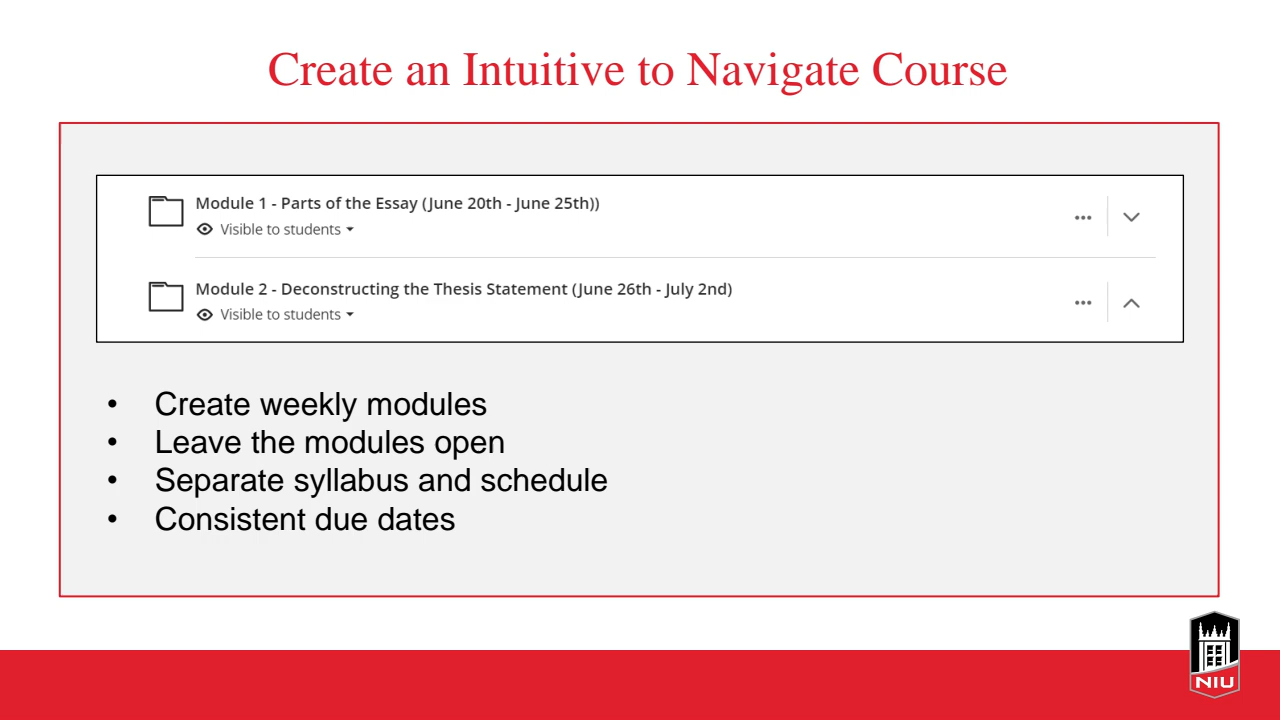 Create an Intuitive to Navigate Course
Module 1 - Parts of the Essay (June 20th - June 25th))
Visible to students
Module 2 - Deconstructing the Thesis Statement (June 26th - July 2nd)
Visible to students
• Create weekly modules
• Leave the modules open
• Separate syllabus and schedule
• Consistent due dates
NIU